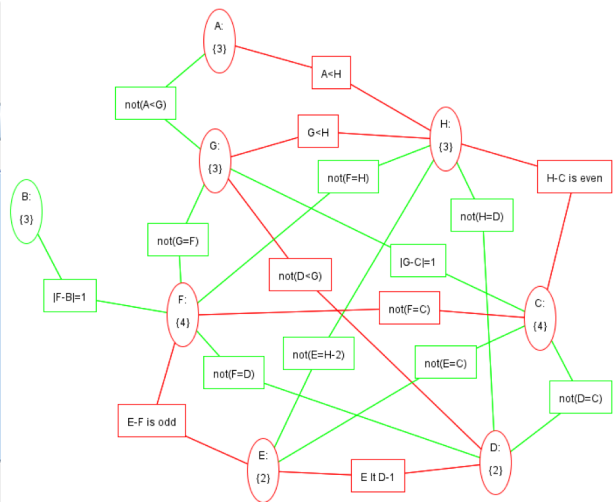 A:
{3}
A<H
not(A<G)
G<H
H:
{3}
G:
{3}
not(F=H)
H-C is even
B:
{3}
not(H=D)
not(G=F)
|G-C|=1
not(D<G)
|F-B|=1
F:
{4}
not(F=C)
C:
{4}
not(E=H-2)
not(E=C)
not(F=D)
not(D=C)
E-F is odd
E:
{2}
E lt D-1
D:
{2}